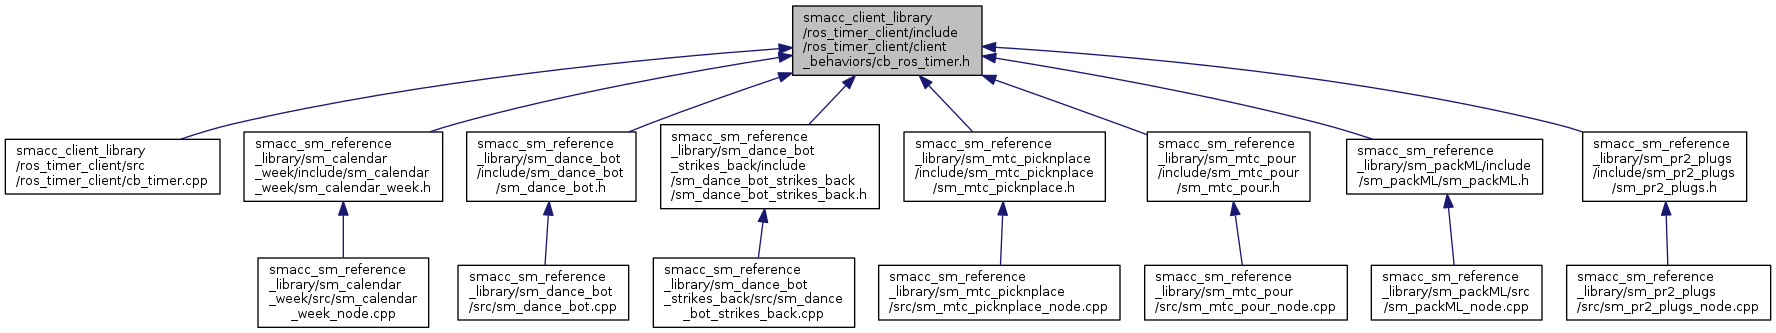 smacc_client_library
/ros_timer_client/include
/ros_timer_client/client
_behaviors/cb_ros_timer.h
smacc_client_library
/ros_timer_client/src
/ros_timer_client/cb_timer.cpp
smacc_sm_reference
_library/sm_calendar
_week/include/sm_calendar
_week/sm_calendar_week.h
smacc_sm_reference
_library/sm_dance_bot
/include/sm_dance_bot
/sm_dance_bot.h
smacc_sm_reference
_library/sm_dance_bot
_strikes_back/include
/sm_dance_bot_strikes_back
/sm_dance_bot_strikes_back.h
smacc_sm_reference
_library/sm_mtc_picknplace
/include/sm_mtc_picknplace
/sm_mtc_picknplace.h
smacc_sm_reference
_library/sm_mtc_pour
/include/sm_mtc_pour
/sm_mtc_pour.h
smacc_sm_reference
_library/sm_packML/include
/sm_packML/sm_packML.h
smacc_sm_reference
_library/sm_pr2_plugs
/include/sm_pr2_plugs
/sm_pr2_plugs.h
smacc_sm_reference
_library/sm_calendar
_week/src/sm_calendar
_week_node.cpp
smacc_sm_reference
_library/sm_dance_bot
/src/sm_dance_bot.cpp
smacc_sm_reference
_library/sm_dance_bot
_strikes_back/src/sm_dance
_bot_strikes_back.cpp
smacc_sm_reference
_library/sm_mtc_picknplace
/src/sm_mtc_picknplace_node.cpp
smacc_sm_reference
_library/sm_mtc_pour
/src/sm_mtc_pour_node.cpp
smacc_sm_reference
_library/sm_packML/src
/sm_packML_node.cpp
smacc_sm_reference
_library/sm_pr2_plugs
/src/sm_pr2_plugs_node.cpp